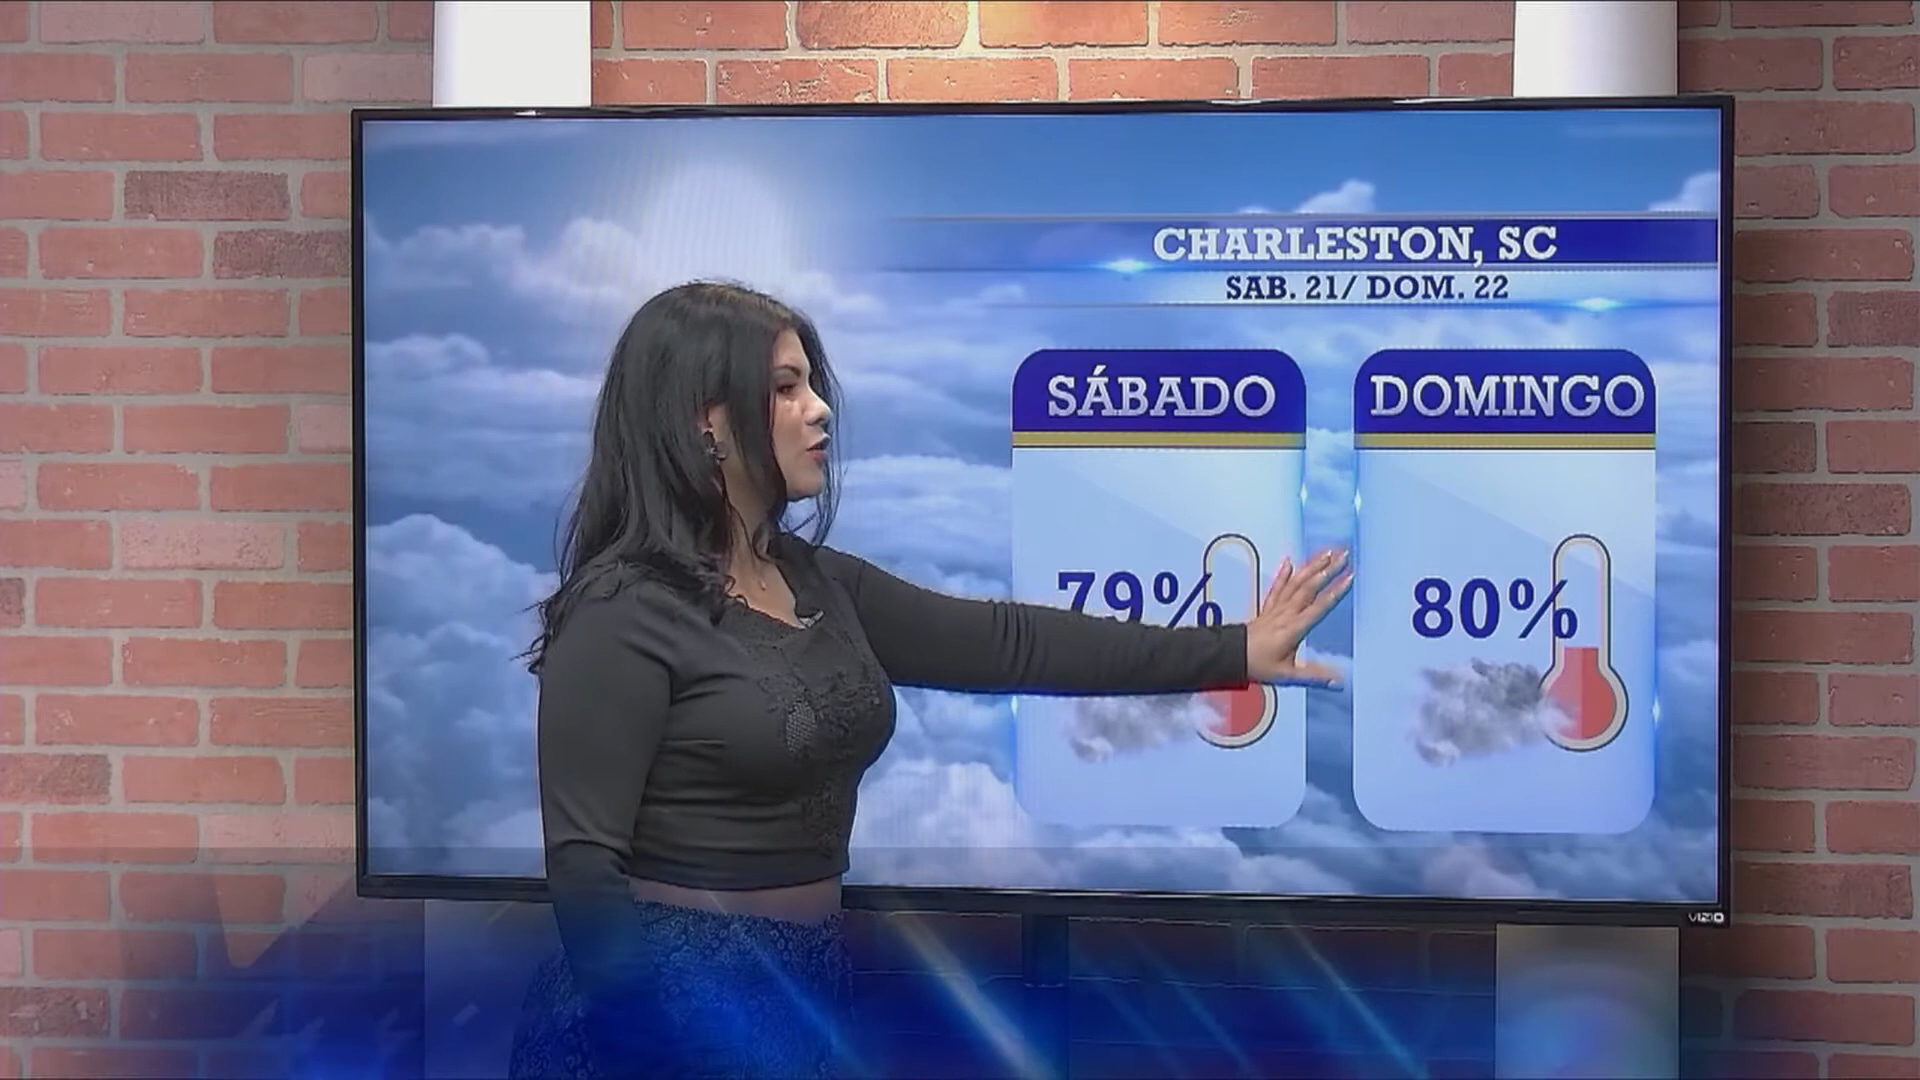 CHARLESTON, SC
SAB. 21/ DOM. 22
SÁBADO
DOMINGO
79%
80%
VIZIO